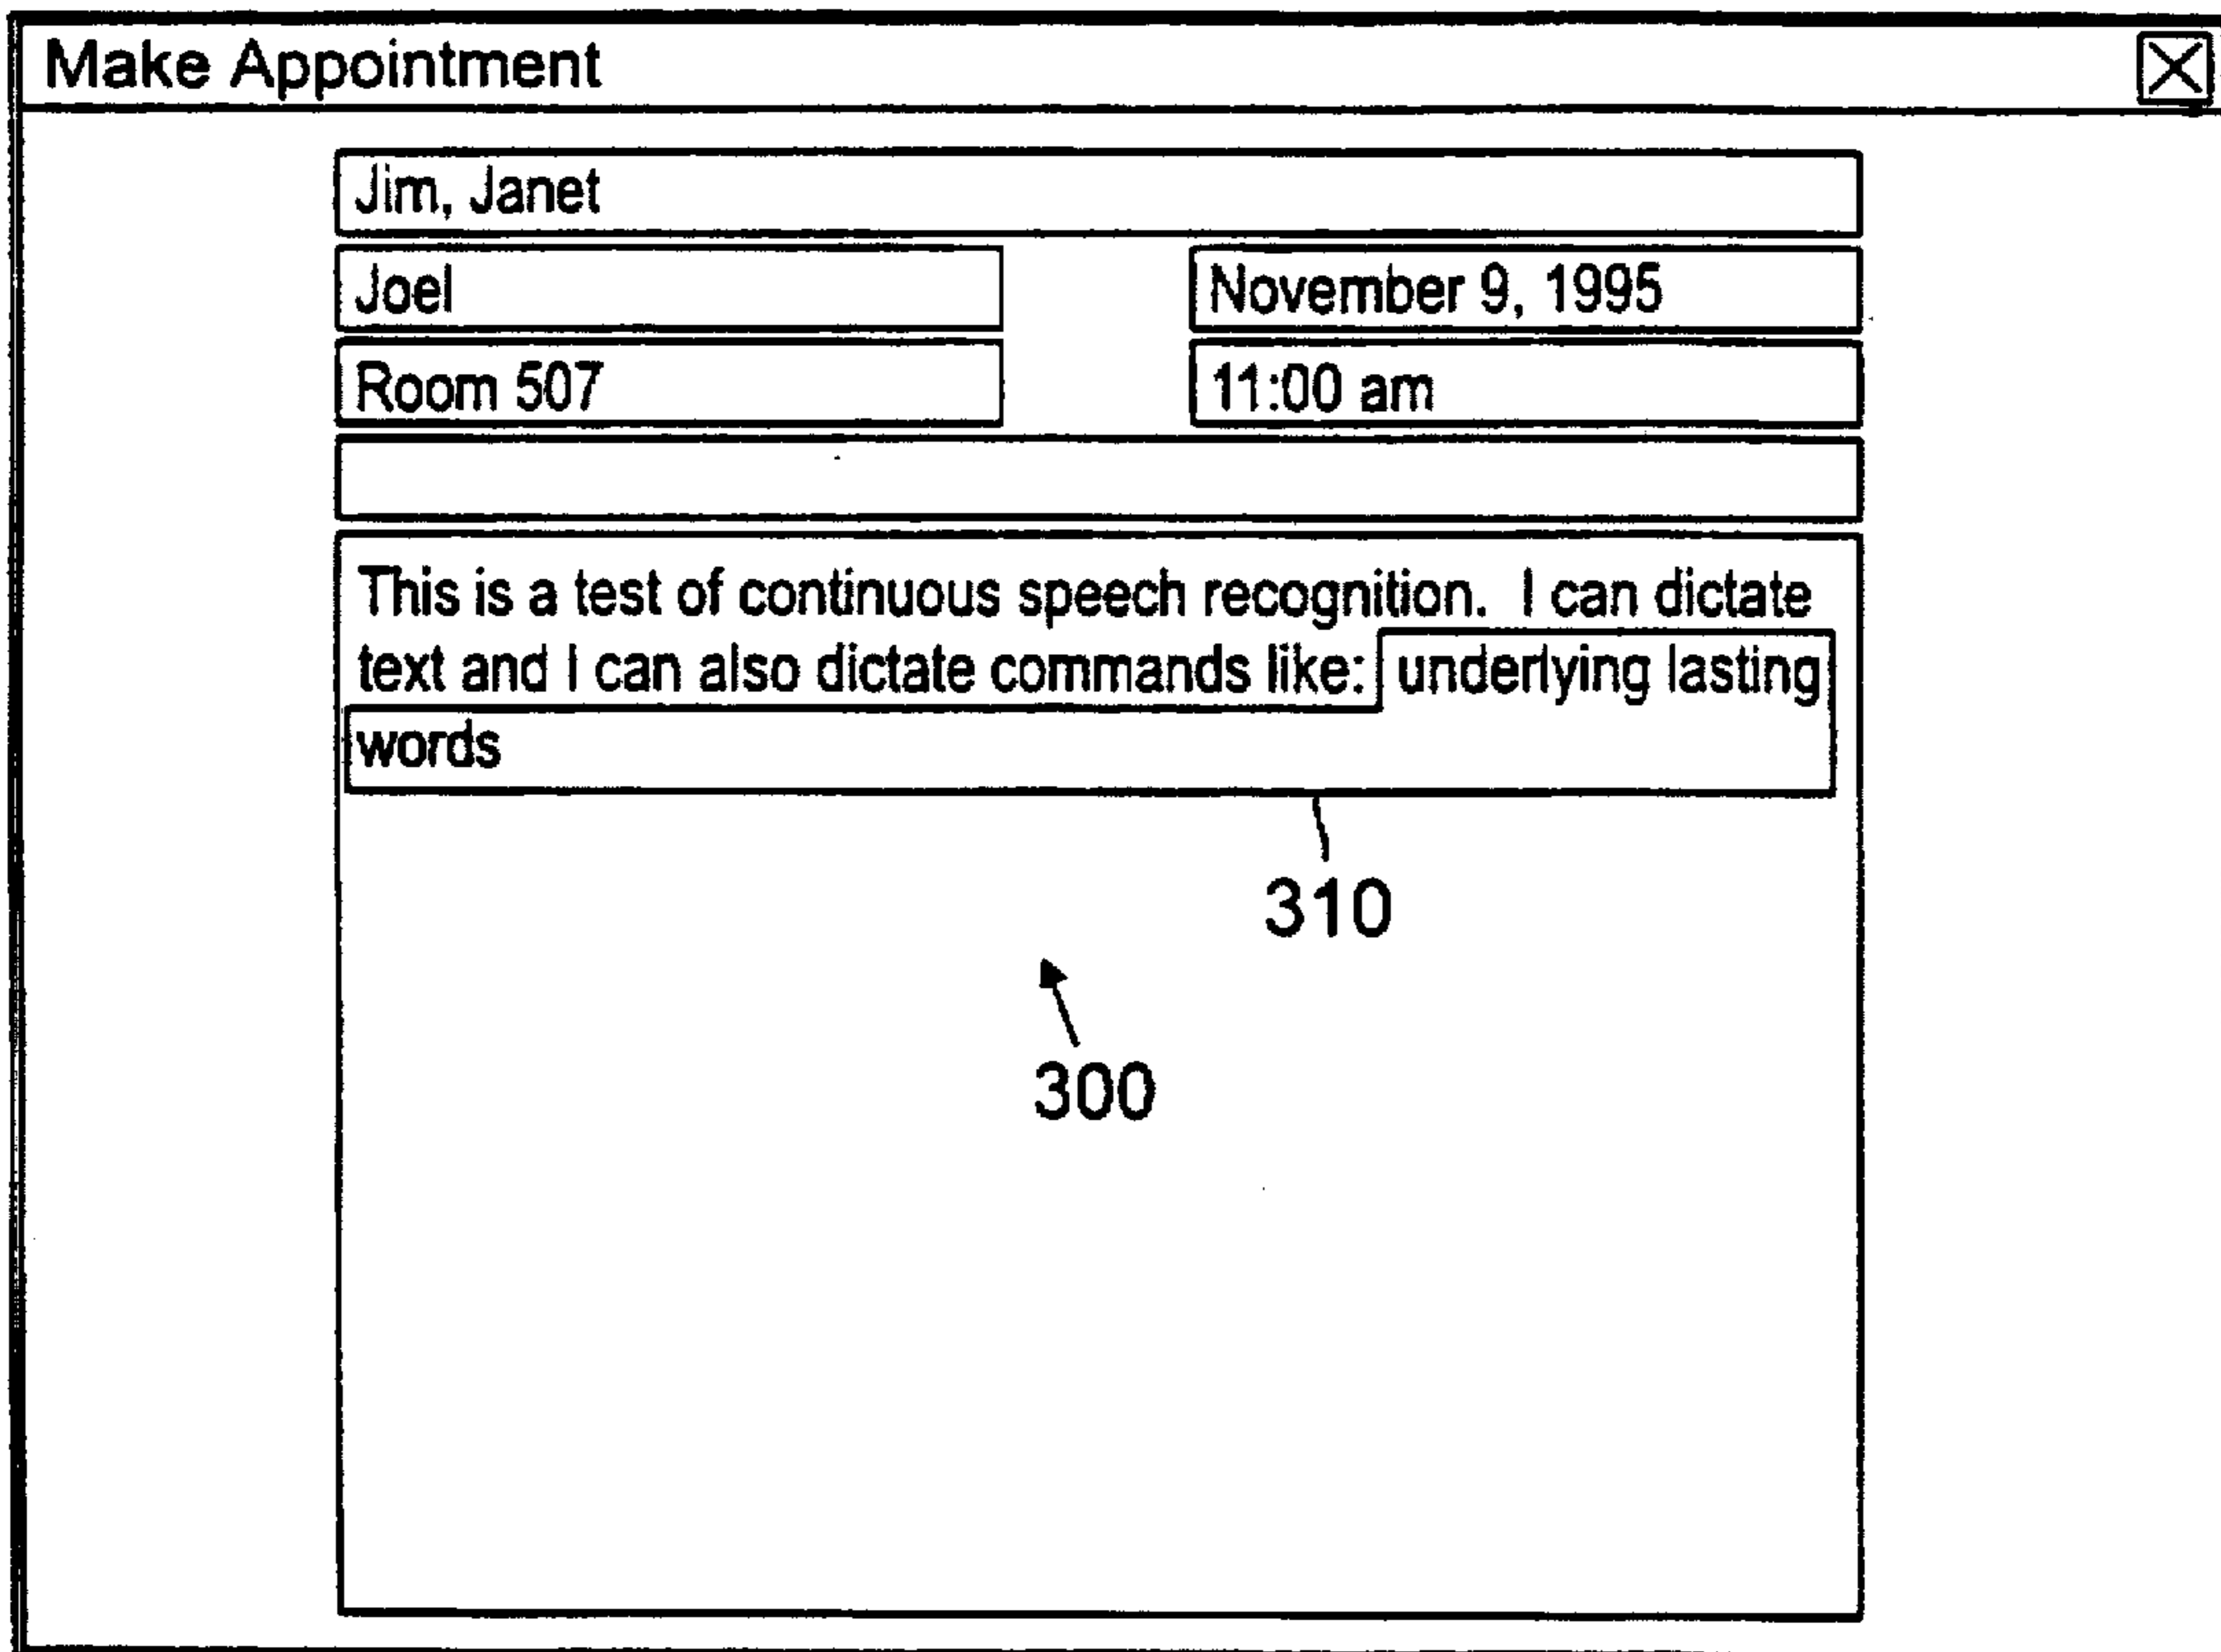 Make Appointment
Jim, Janet
Joel
November 9, 1995
Room 507
11:00 am
This is a test of continuous speech recognition.  I can dictate
text and I can also dictate commands like: underlying lasting
words
310
300